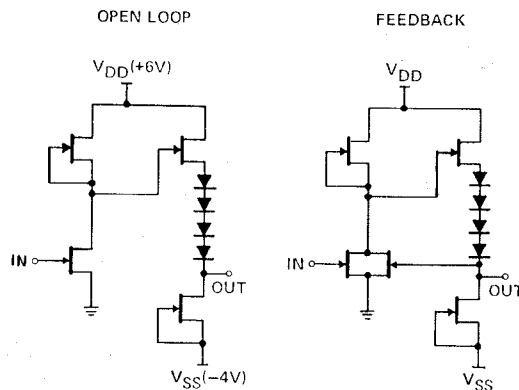 OPEN LOOP
FEEDBACK
VDD(+6V)
VDD
IN
OUT
IN
OUT
VSS(−4V)
VSS